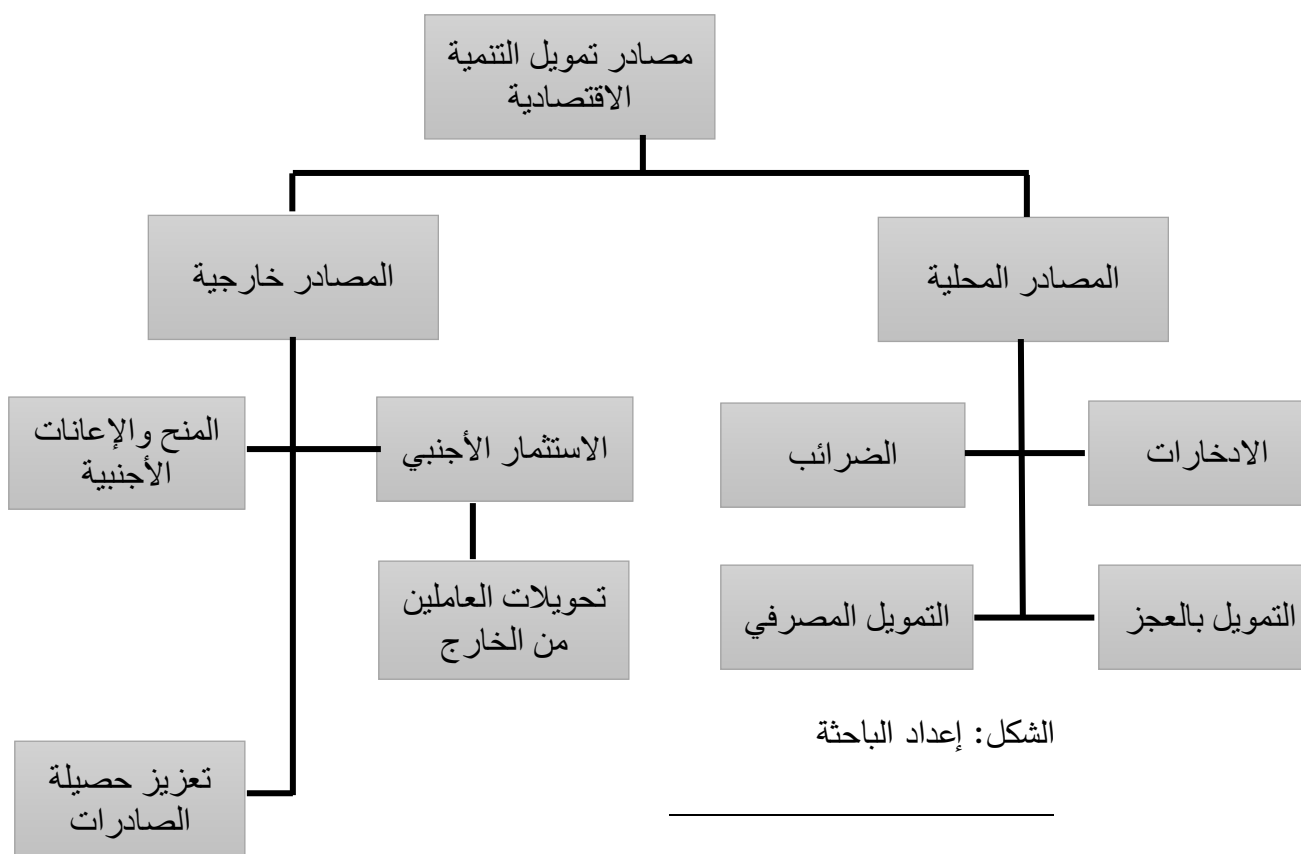 مصادر تمويل التنمية
الاقتصادية
المصادر المحلية
المصادر خارجية
الادخارات
الضرائب
الاستثمار الأجنبي
المنح والإعانات
الأجنبية
التمويل بالعجز
التمويل المصرفي
تحويلات العاملين
من الخارج
الشكل: إعداد الباحثة
تعزيز حصيلة
الصادرات